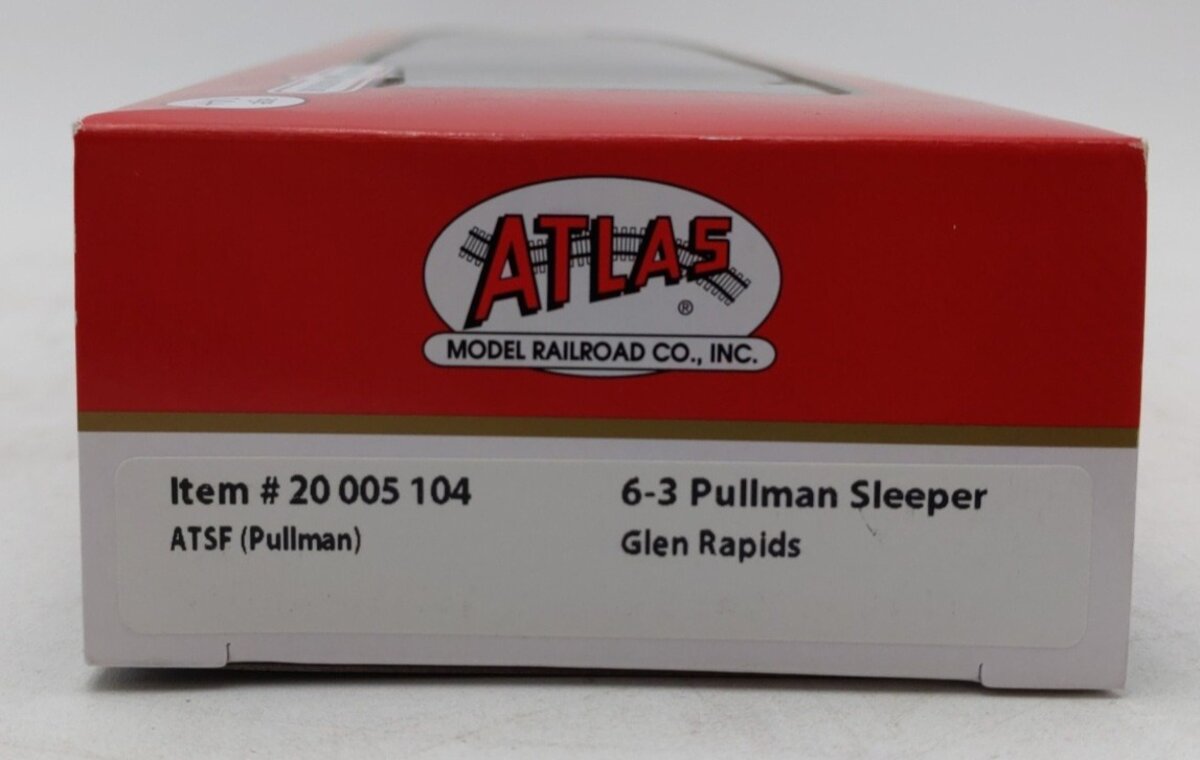 ATLAS
®
MODEL RAILROAD CO., INC.
Item # 20 005 104
6-3 Pullman Sleeper
ATSF (Pullman)
Glen Rapids